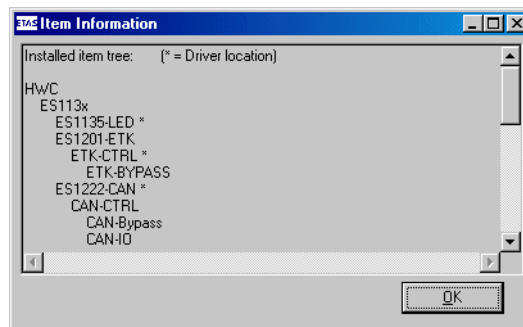 ETAS Item Information
Installed item tree: (* = Driver location)
HWC
ES113x
ES1135-LED *
ES1201-ETK
ETK-CTRL *
ETK-BYPASS
ES1222-CAN *
CAN-CTRL
CAN-Bypass
CAN-IO
OK